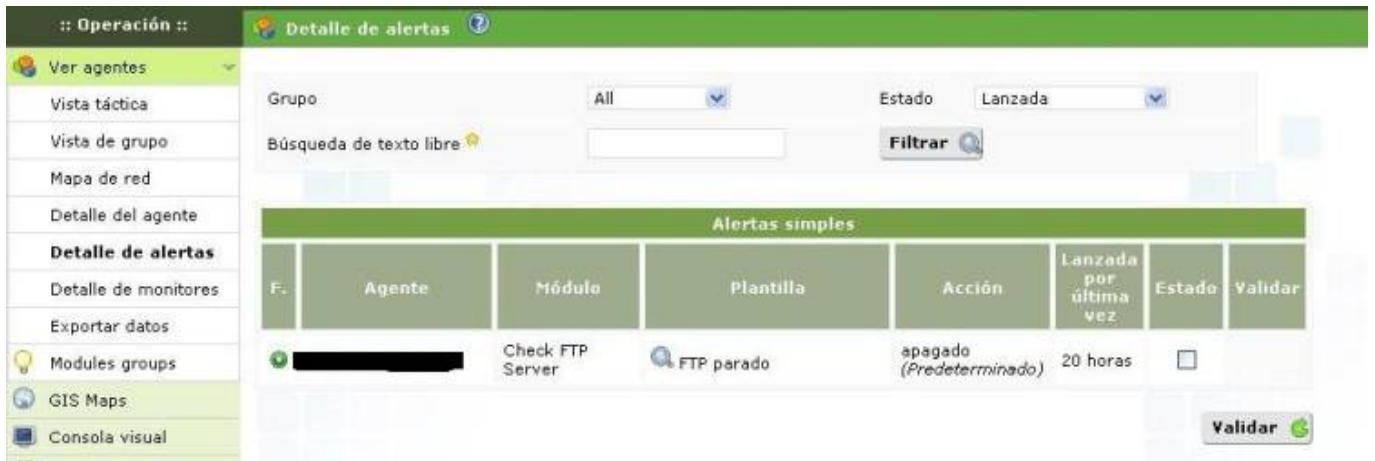 :: Operación ::
Detalle de alertas
Ver agentes
Vista táctica
Vista de grupo
Mapa de red
Detalle del agente
Detalle de alertas
Detalle de monitores
Exportar datos
Modules groups
GIS Maps
Consola visual
Grupo All Estado Lanzada
Búsqueda de texto libre Filtrar
Alertas simples
F. Agente Módulo Plantilla Acción Lanzada por última vez Estado Validar
Check FTP Server FTP parado apagado (Predeterminado) 20 horas
Validar